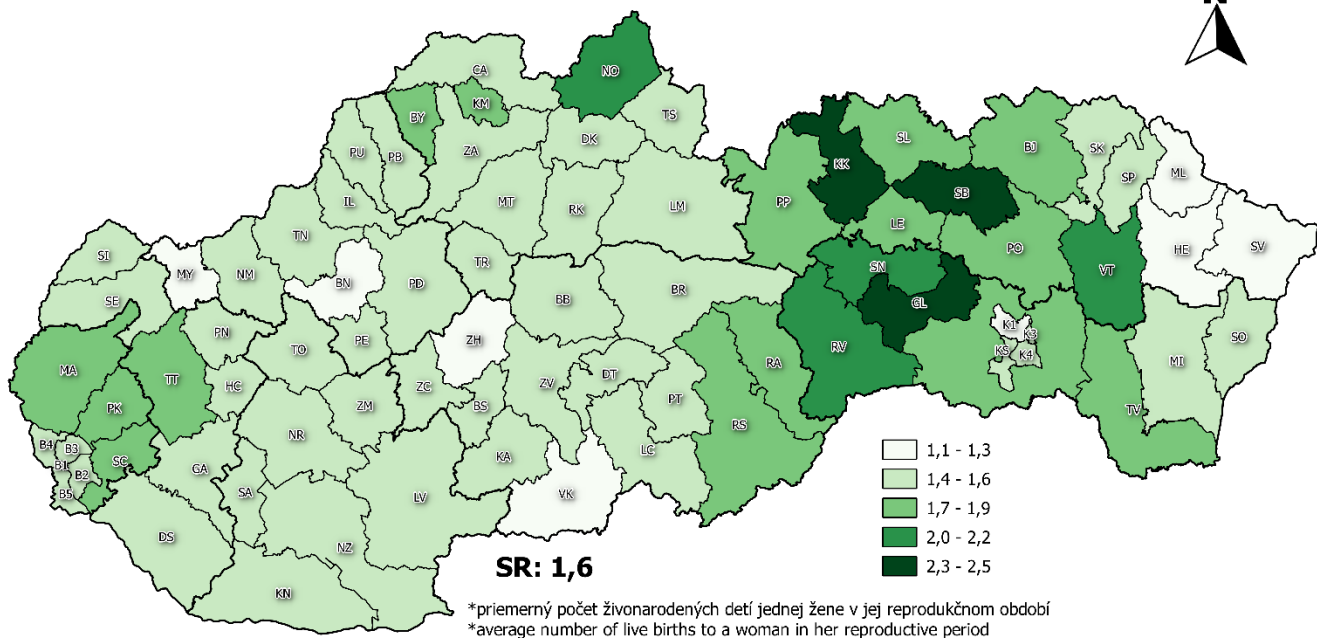 N
CA
NO
KM
BY
TS
DK
PU
PB
ZA
SL
BJ
SK
SP
ML
KK
SB
PP
IL
MT
RK
LM
LE
PO
HE
SV
VT
TN
SI
MY
NM
BN
PD
TR
SN
SE
BB
BR
GL
PN
TO
PE
ZH
RV
K1
K3
KS
K4
SO
MI
MA
TT
HC
ZC
ZV
DT
RA
PK
ZM
BS
PT
TV
RS
B4
B3
NR
B1
SC
GA
KA
LC
B2
B5
SA
LV
VK
DS
NZ
KN
1,1 - 1,3
1,4 - 1,6
1,7 - 1,9
2,0 - 2,2
2,3 - 2,5
SR: 1,6
*priemerný počet živonarodených detí jednej žene v jej reprodukčnom období
*average number of live births to a woman in her reproductive period